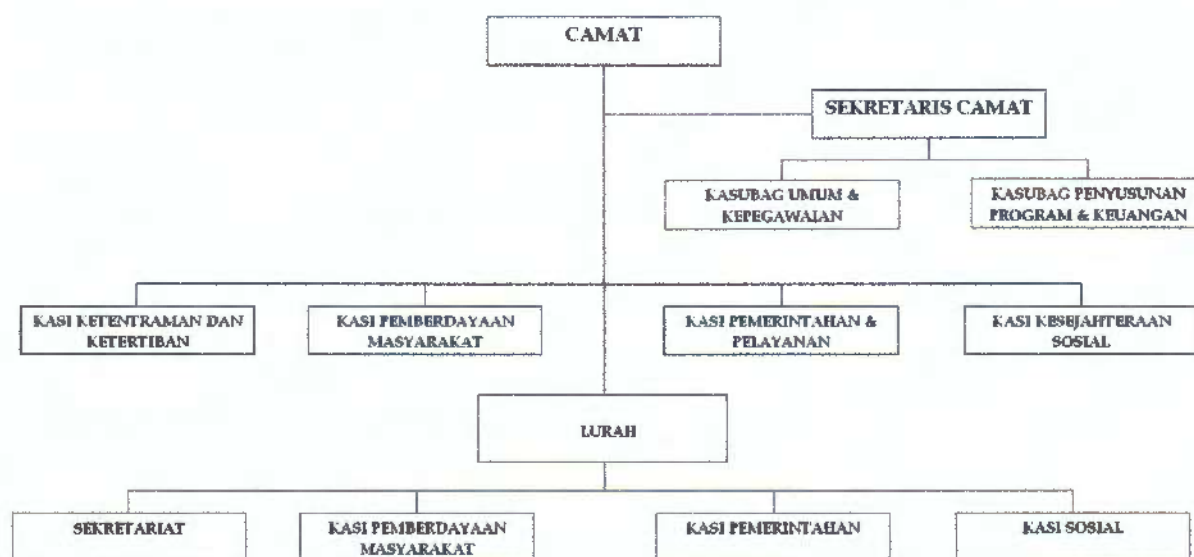 CAMAT
SEKRETARIS CAMAT
KASUBAG UMUM &
KEPEGAWAIAN
KASUBAG PENYUSUNAN
PROGRAM & KEUANGAN
KASI KETENTRAMAN DAN
KETERTIBAN
KASI PEMBERDAYAAN
MASYARAKAT
KASI PEMERINTAHAN &
PELAYANAN
KASI KESEJAHTERAAN
SOSIAL
LURAH
SEKRETARIAT
KASI PEMBERDAYAAN
MASYARAKAT
KASI PEMERINTAHAN
KASI SOSIAL